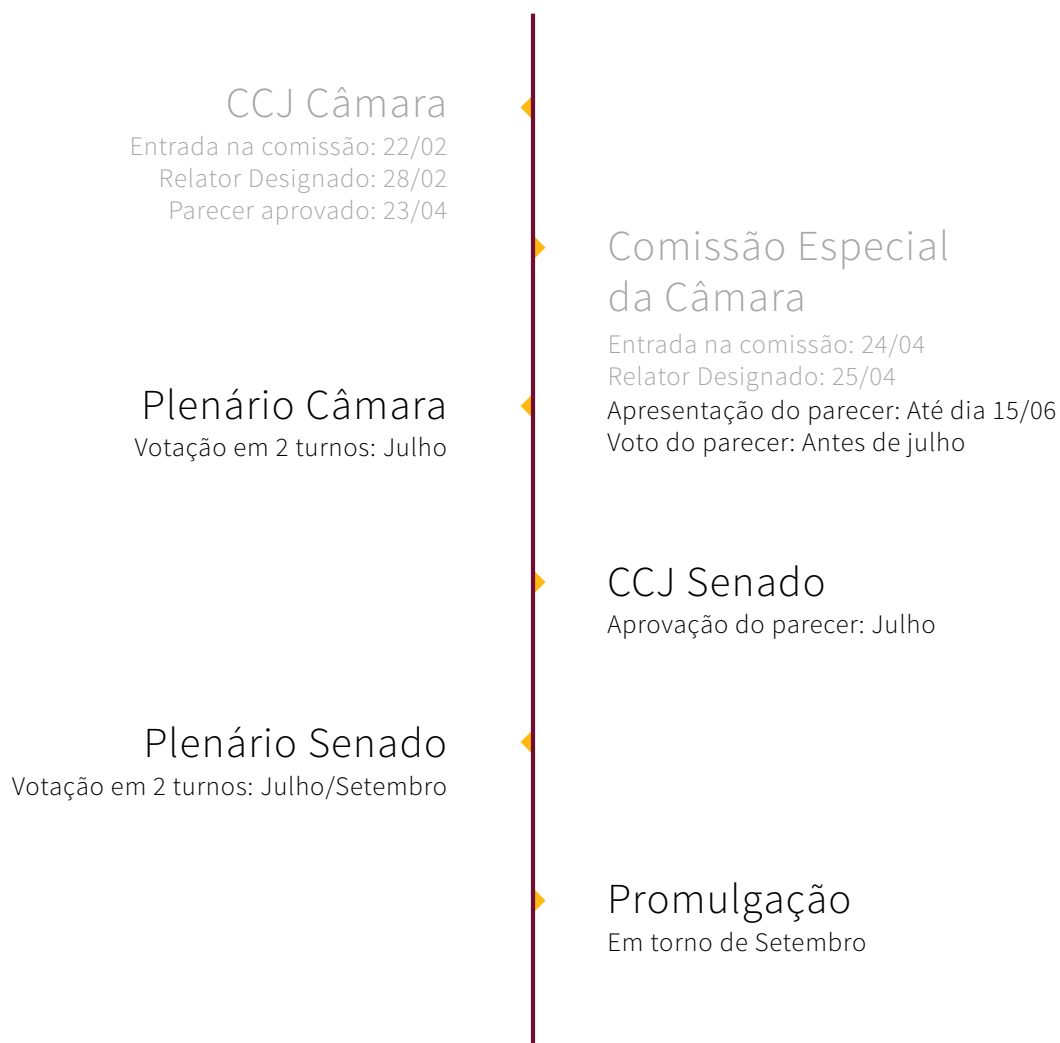 CCJ Câmara
Entrada na comissão: 22/02
Relator Designado: 28/02
Parecer aprovado: 23/04
Comissão Especial
da Câmara
Entrada na comissão: 24/04
Relator Designado: 25/04
Apresentação do parecer: Até dia 15/06
Voto do parecer: Antes de julho
Plenário Câmara
Votação em 2 turnos: Julho
CCJ Senado
Aprovação do parecer: Julho
Plenário Senado
Votação em 2 turnos: Julho/Setembro
Promulgação
Em torno de Setembro